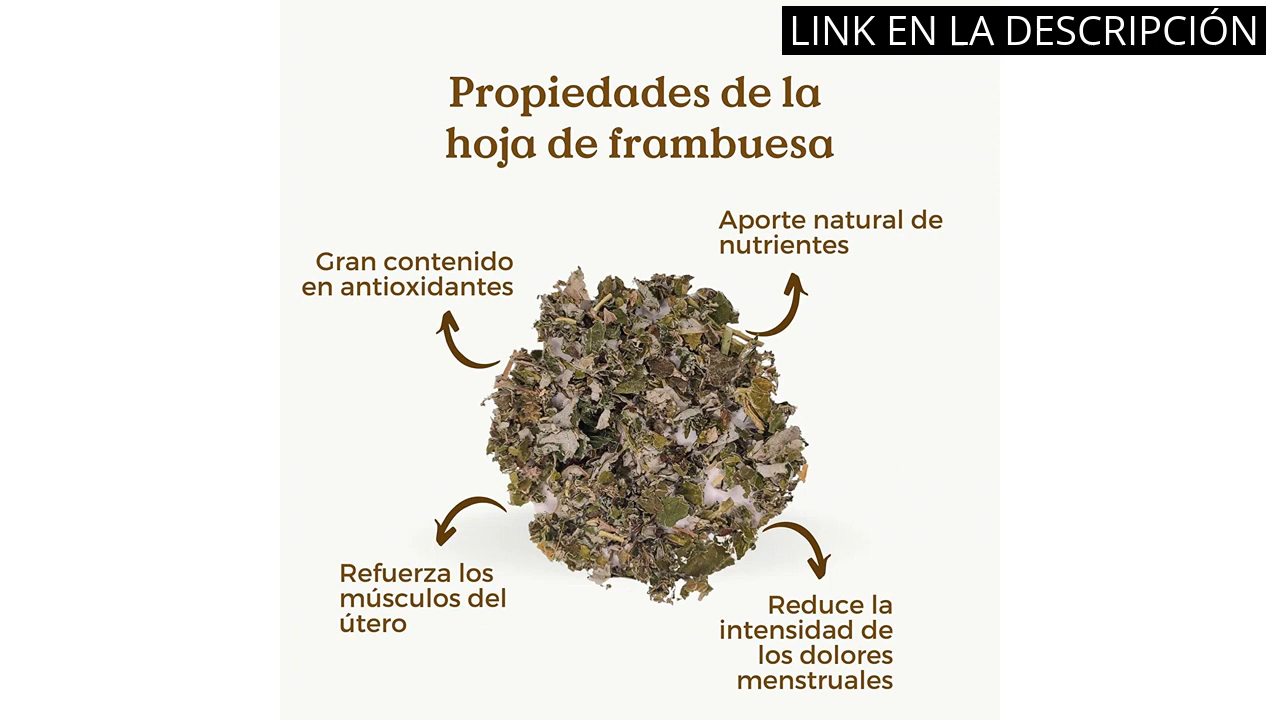 LINK EN LA DESCRIPCIÓN
Propiedades de la
hoja de frambuesa
Aporte natural de
nutrientes
Gran contenido
en antioxidantes
Refuerza los
músculos del
útero
Reduce la
intensidad de
los dolores
menstruales